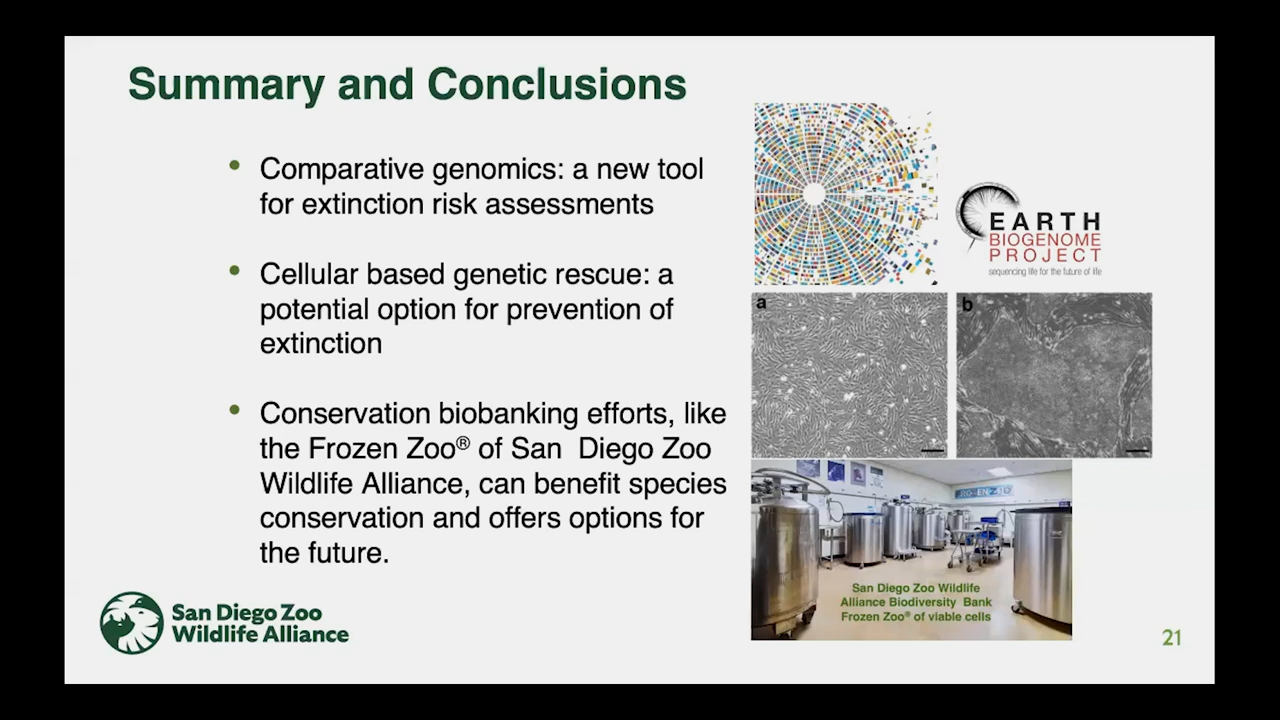 Summary and Conclusions
• Comparative genomics: a new tool
for extinction risk assessments
• Cellular based genetic rescue: a
potential option for prevention of
extinction
• Conservation biobanking efforts, like
the Frozen Zoo® of San  Diego Zoo
Wildlife Alliance, can benefit species
conservation and offers options for
the future.
EARTH
BIOGENOME
PROJECT
sequencing life for the future of life
a
b
FROZEN ZOO
San Diego Zoo Wildlife
Alliance Biodiversity  Bank
Frozen Zoo® of viable cells
San Diego Zoo
Wildlife Alliance
21